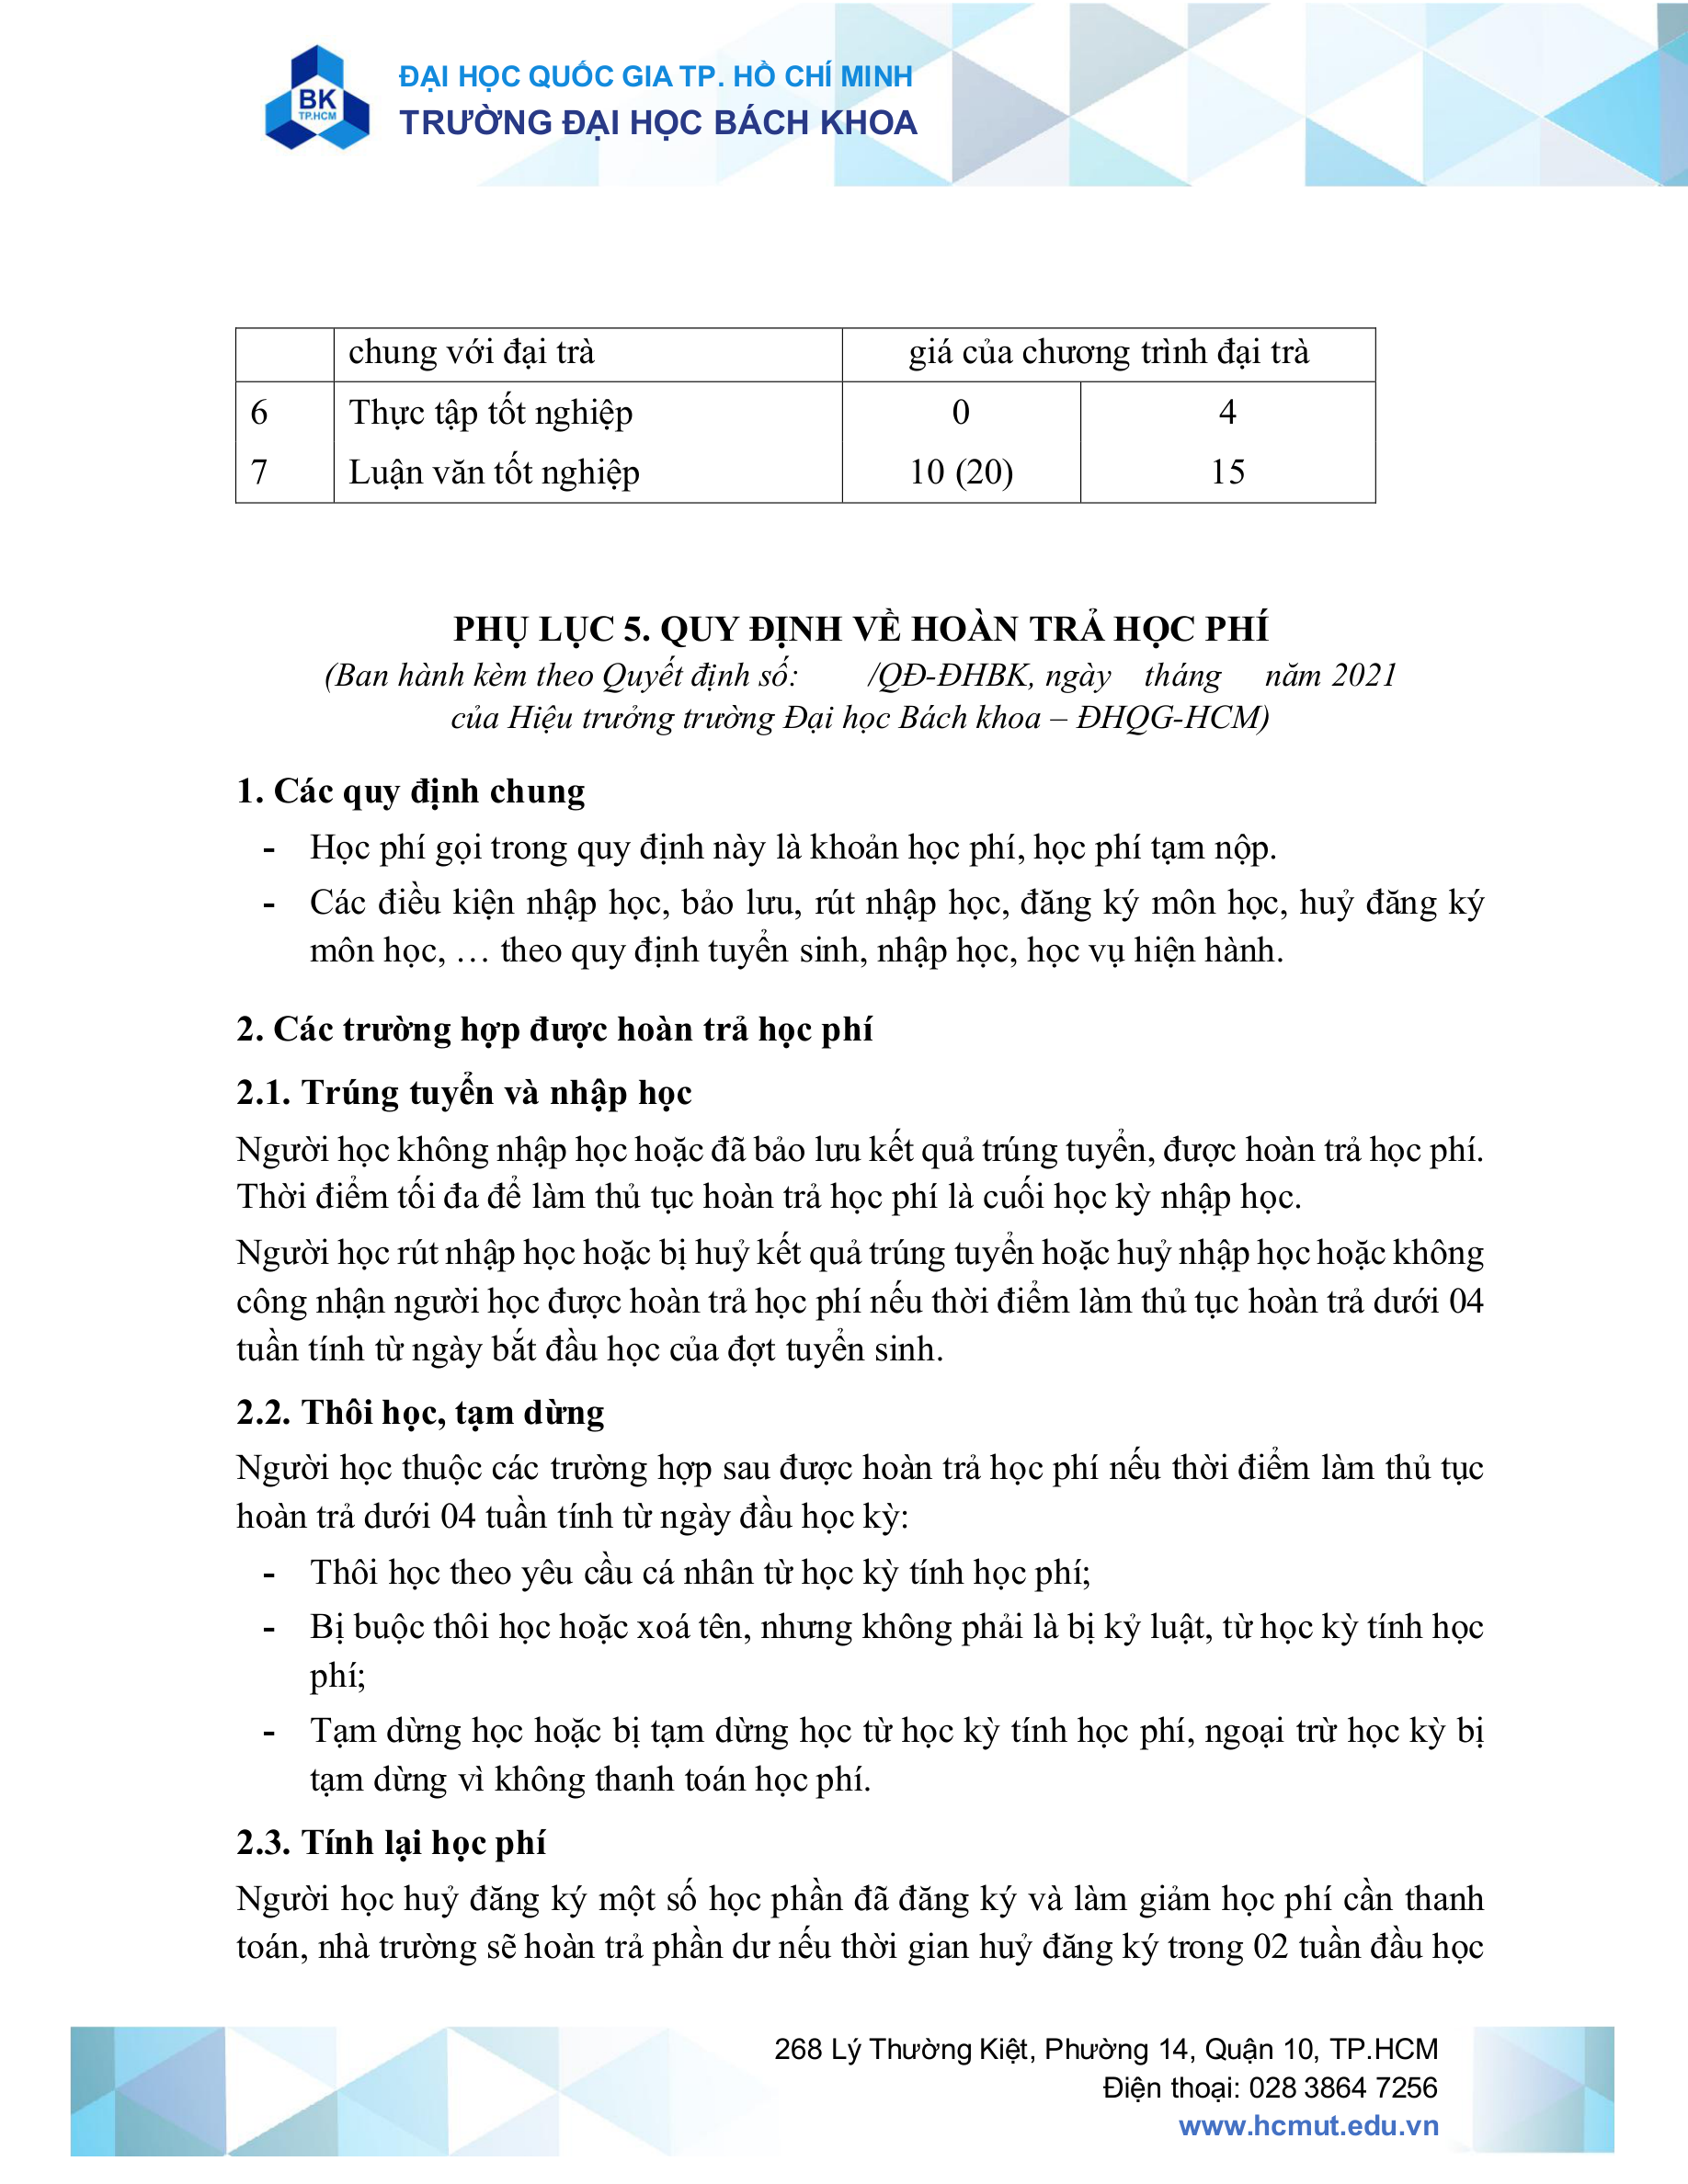 BK
TP.HCM
ĐẠI HỌC QUỐC GIA TP. HỒ CHÍ MINH
TRƯỜNG ĐẠI HỌC BÁCH KHOA
chung với đại trà giá của chương trình đại trà
6 Thực tập tốt nghiệp 0 4
7 Luận văn tốt nghiệp 10 (20) 15
PHỤ LỤC 5. QUY ĐỊNH VỀ HOÀN TRẢ HỌC PHÍ
(Ban hành kèm theo Quyết định số: /QĐ-ĐHBK, ngày tháng năm 2021
của Hiệu trưởng trường Đại học Bách khoa – ĐHQG-HCM)
1. Các quy định chung
- Học phí gọi trong quy định này là khoản học phí, học phí tạm nộp.
- Các điều kiện nhập học, bảo lưu, rút nhập học, đăng ký môn học, huỷ đăng ký
môn học, … theo quy định tuyển sinh, nhập học, học vụ hiện hành.
2. Các trường hợp được hoàn trả học phí
2.1. Trúng tuyển và nhập học
Người học không nhập học hoặc đã bảo lưu kết quả trúng tuyển, được hoàn trả học phí.
Thời điểm tối đa để làm thủ tục hoàn trả học phí là cuối học kỳ nhập học.
Người học rút nhập học hoặc bị huỷ kết quả trúng tuyển hoặc huỷ nhập học hoặc không
công nhận người học được hoàn trả học phí nếu thời điểm làm thủ tục hoàn trả dưới 04
tuần tính từ ngày bắt đầu học của đợt tuyển sinh.
2.2. Thôi học, tạm dừng
Người học thuộc các trường hợp sau được hoàn trả học phí nếu thời điểm làm thủ tục
hoàn trả dưới 04 tuần tính từ ngày đầu học kỳ:
- Thôi học theo yêu cầu cá nhân từ học kỳ tính học phí;
- Bị buộc thôi học hoặc xoá tên, nhưng không phải là bị kỷ luật, từ học kỳ tính học
phí;
- Tạm dừng học hoặc bị tạm dừng học từ học kỳ tính học phí, ngoại trừ học kỳ bị
tạm dừng vì không thanh toán học phí.
2.3. Tính lại học phí
Người học huỷ đăng ký một số học phần đã đăng ký và làm giảm học phí cần thanh
toán, nhà trường sẽ hoàn trả phần dư nếu thời gian huỷ đăng ký trong 02 tuần đầu học
268 Lý Thường Kiệt, Phường 14, Quận 10, TP.HCM
Điện thoại: 028 3864 7256
www.hcmut.edu.vn